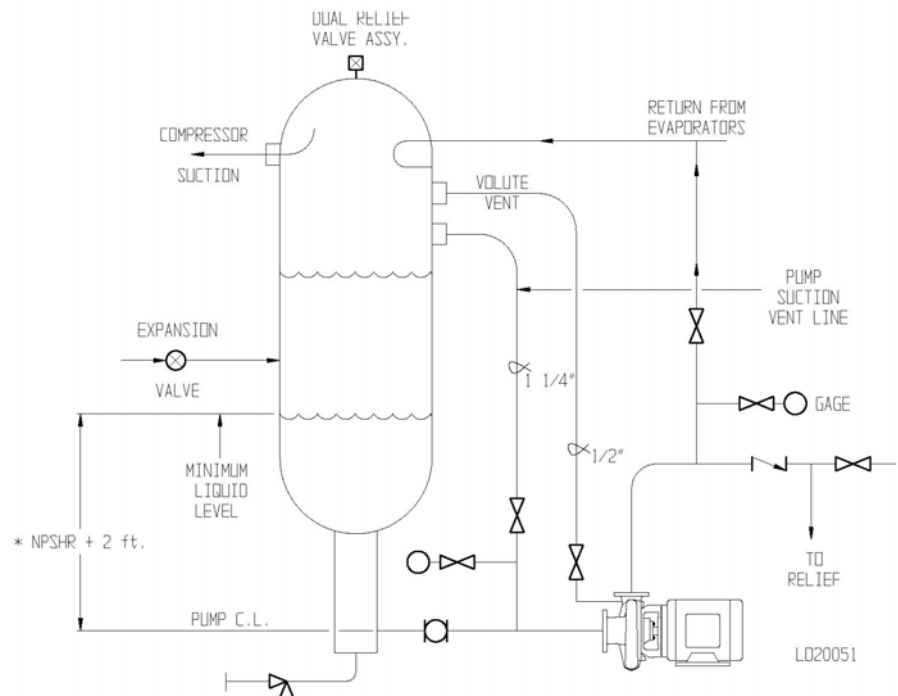 DUAL RELIEF
VALVE ASSY.
RETURN FROM
EVAPORATORS
COMPRESSOR
SUCTION
VOLUTE
VENT
PUMP
SUCTION
VENT LINE
EXPANSION
VALVE
1 1/4"
GAGE
1/2"
MINIMUM
LIQUID
LEVEL
* NPSHR + 2 ft.
TO
RELIEF
PUMP C.L.
LD20051